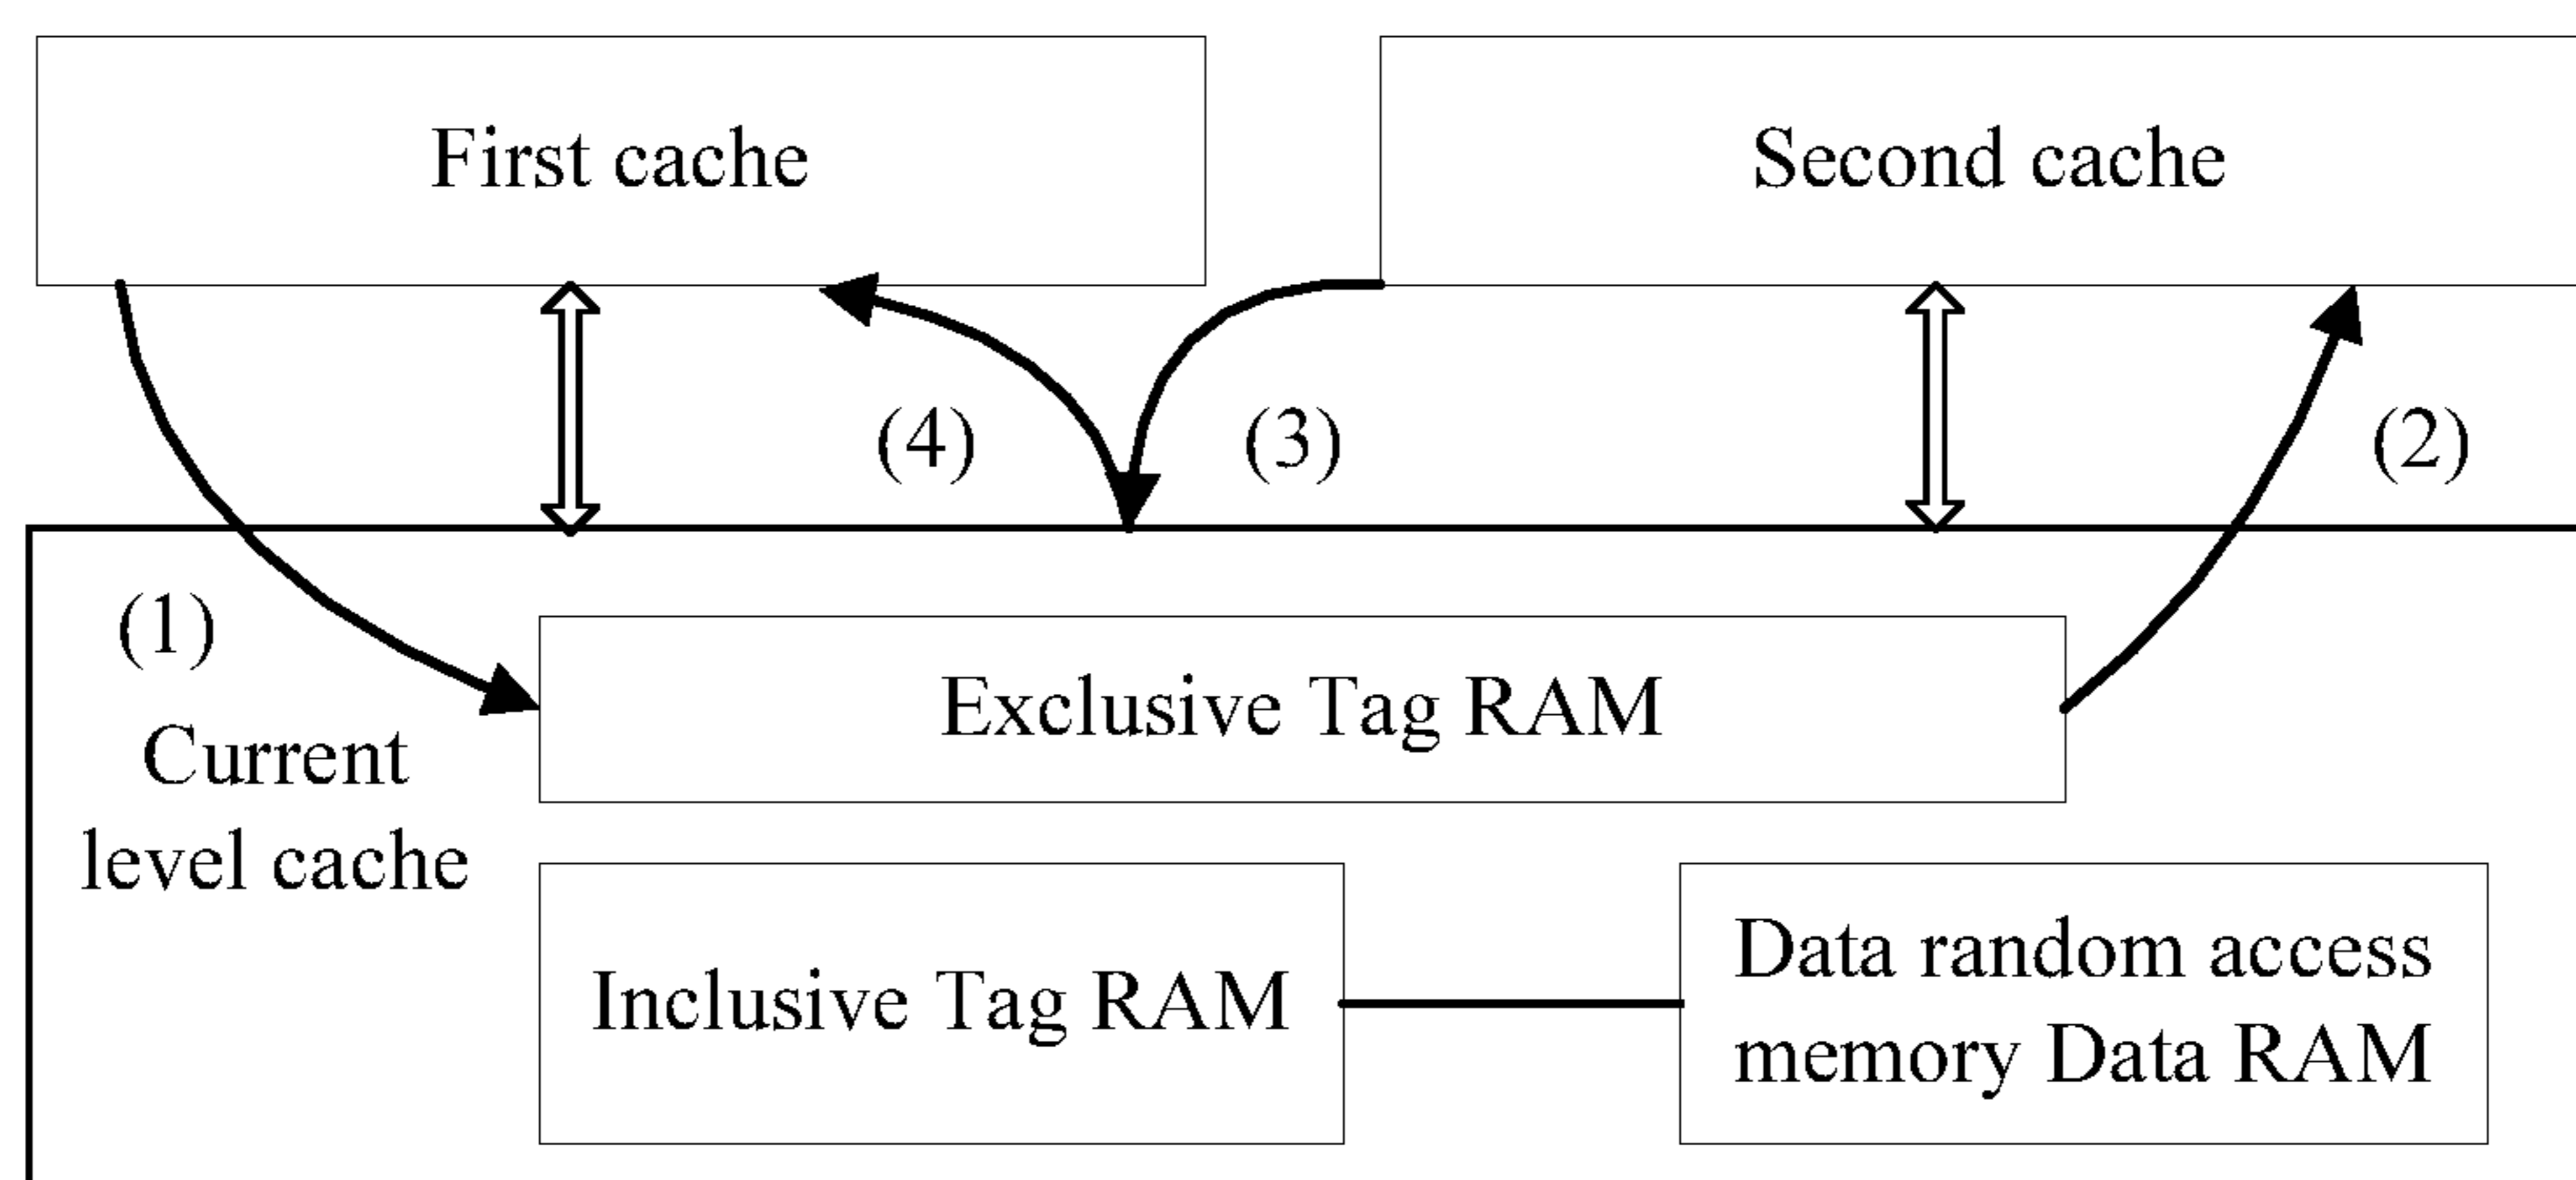 First cache
Second cache
(4)
(3)
(2)
(1)
Exclusive Tag RAM
Current
level cache
Inclusive Tag RAM
Data random access
memory Data RAM